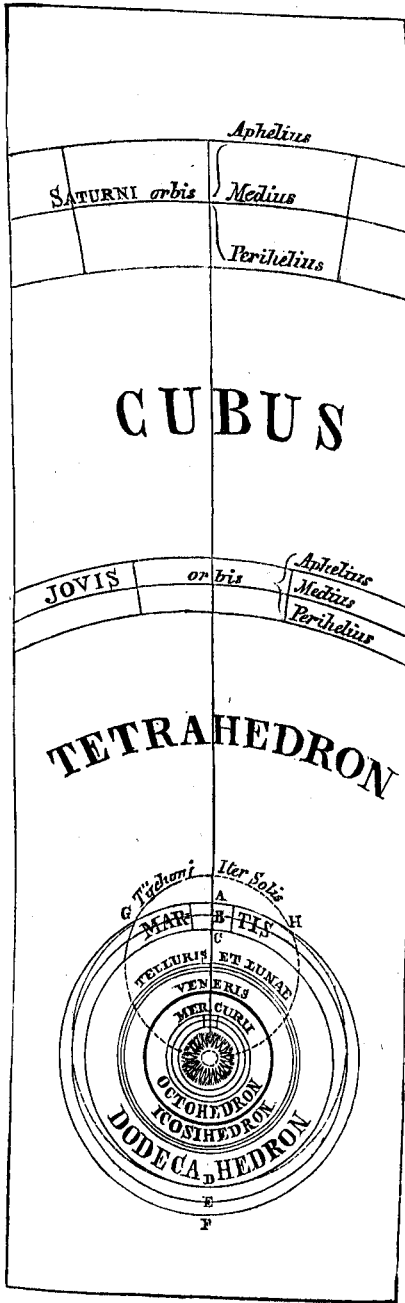 Aphelius
SATURNI orbis Medius
Perihelius
CUBUS
JOVIS orbis Aphelius
Medius
Perihelius
TETRAHEDRON
G Tÿchoni Iter Solis
A
MAR B TIS H
C
TELLURIS ET LUNAE
VENERIS
MERCURII
OCTOHEDRON
ICOSIHEDRON
DODECA D HEDRON
E
F